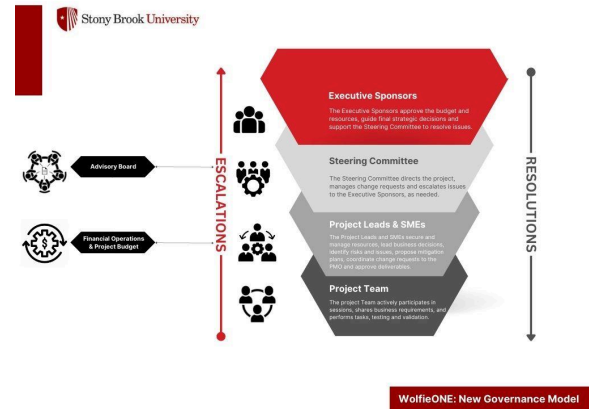 Stony Brook University
Executive Sponsors
The Executive Sponsors approve the budget and
resources, guide final strategic decisions and
support the Steering Committee to resolve issues.
Advisory Board
ESCALATIONS
Steering Committee
The Steering Committee directs the project,
manages change requests and escalates issues
to the Executive Sponsors, as needed.
RESOLUTIONS
Financial Operations
& Project Budget
Project Leads & SMEs
The Project Leads and SMEs secure and
manage resources, lead business decisions,
identify risks and issues, propose mitigation
plans, coordinate change requests to the
PMO and approve deliverables.
Project Team
The project Team actively participates in
sessions, shares business requirements, and
performs tasks, testing and validation.
WolfieONE: New Governance Model